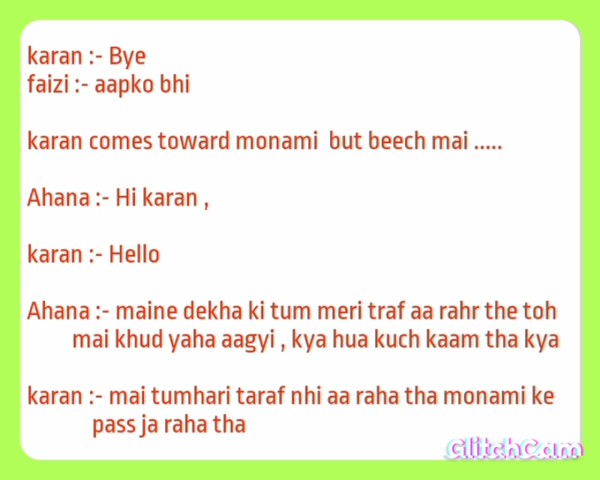 karan :- Bye
faizi :- aapko bhi
karan comes toward monami but beech mai .....
Ahana :- Hi karan ,
karan :- Hello
Ahana :- maine dekha ki tum meri traf aa rahr the toh
mai khud yaha aagyi , kya hua kuch kaam tha kya
karan :- mai tumhari taraf nhi aa raha tha monami ke
pass ja raha tha
GlitchCam